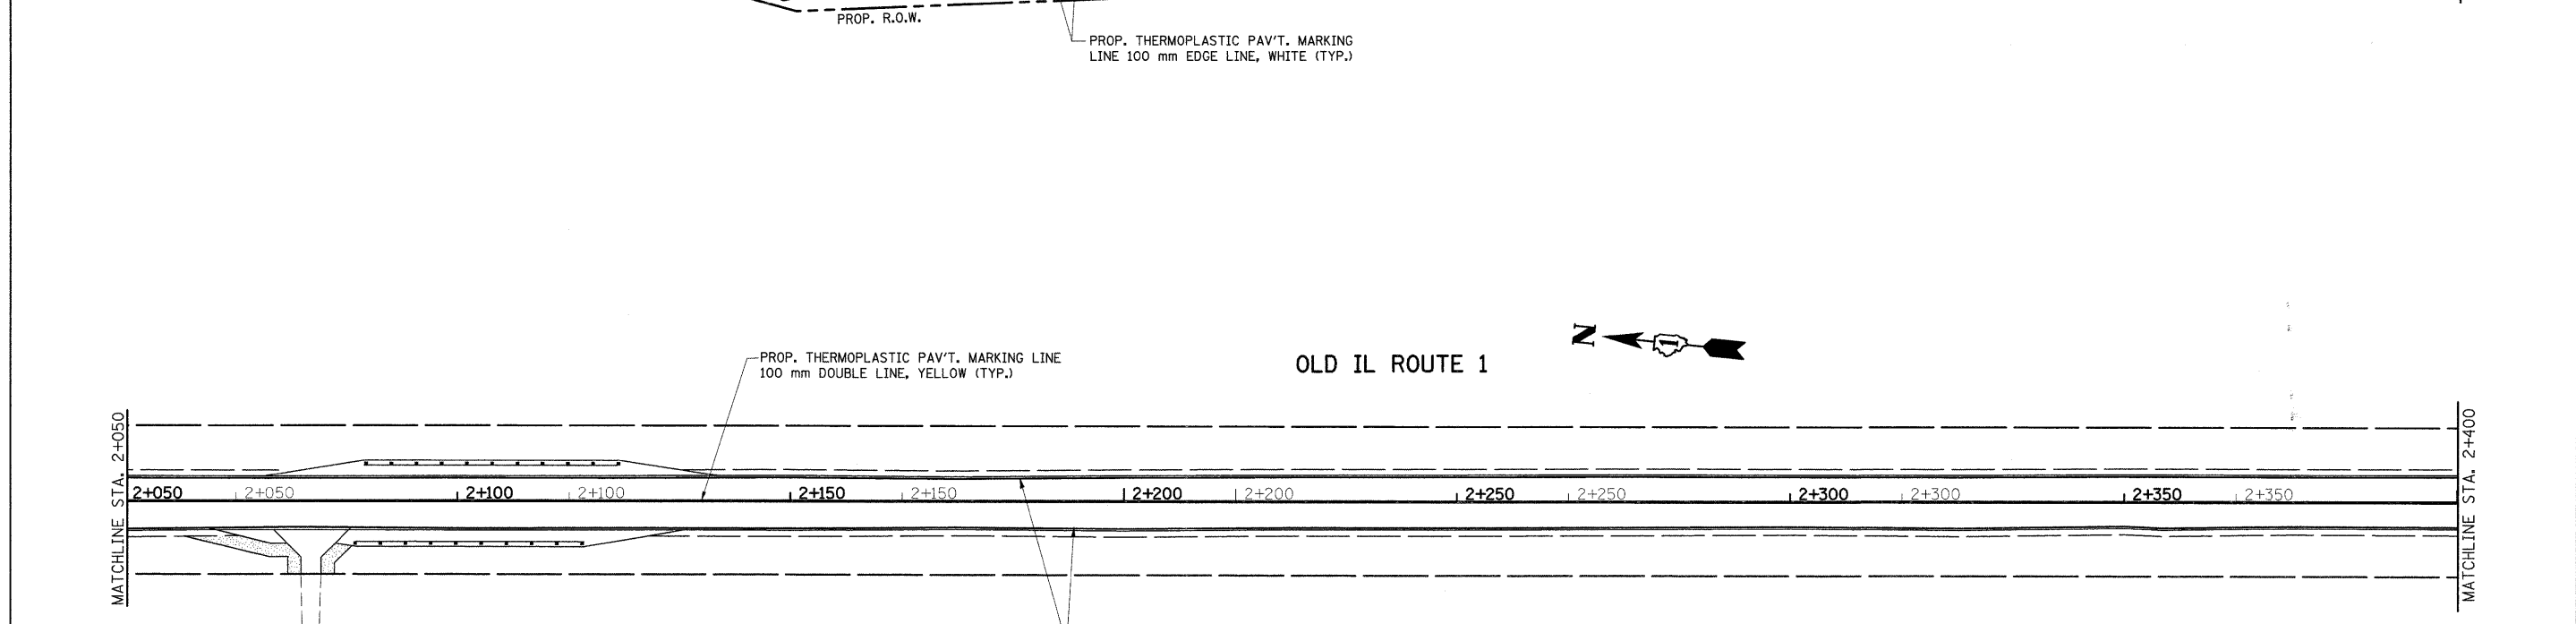 PROP. R.O.W.
PROP. THERMOPLASTIC PAV'T. MARKING
LINE 100 mm EDGE LINE, WHITE (TYP.)
N
1
OLD IL ROUTE 1
PROP. THERMOPLASTIC PAV'T. MARKING LINE
100 mm DOUBLE LINE, YELLOW (TYP.)
MATCHLINE STA. 2+050
2+050 2+050 2+100 2+100 2+150 2+150 2+200 2+200 2+250 2+250 2+300 2+300 2+350 2+350
MATCHLINE STA. 2+400